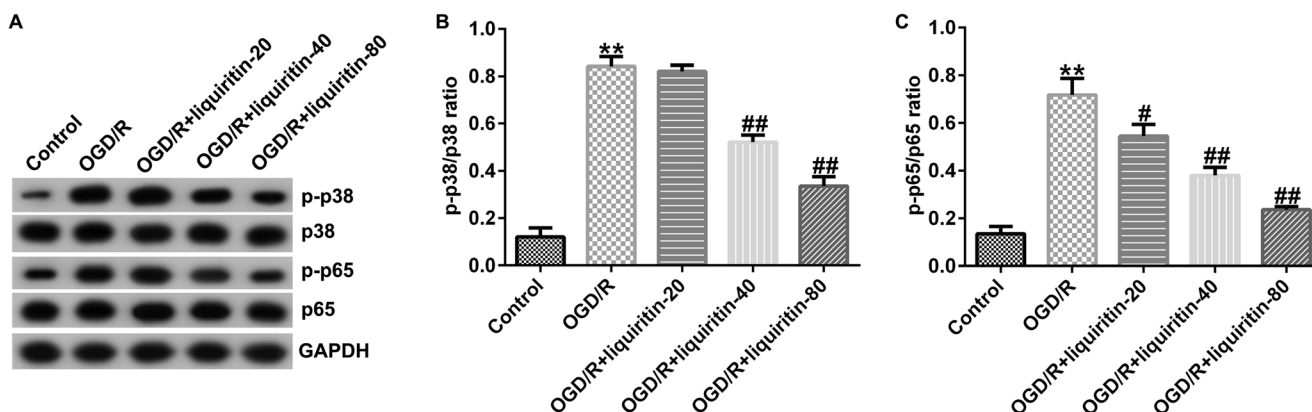 A
Control
OGD/R
OGD/R+liquiritin-20
OGD/R+liquiritin-40
OGD/R+liquiritin-80
p-p38
p38
p-p65
p65
GAPDH
B
p-p38/p38 ratio
1.0
0.8
0.6
0.4
0.2
0.0
**
##
##
Control
OGD/R
OGD/R+liquiritin-20
OGD/R+liquiritin-40
OGD/R+liquiritin-80
C
p-p65/p65 ratio
1.0
0.8
0.6
0.4
0.2
0.0
**
#
##
##
Control
OGD/R
OGD/R+liquiritin-20
OGD/R+liquiritin-40
OGD/R+liquiritin-80